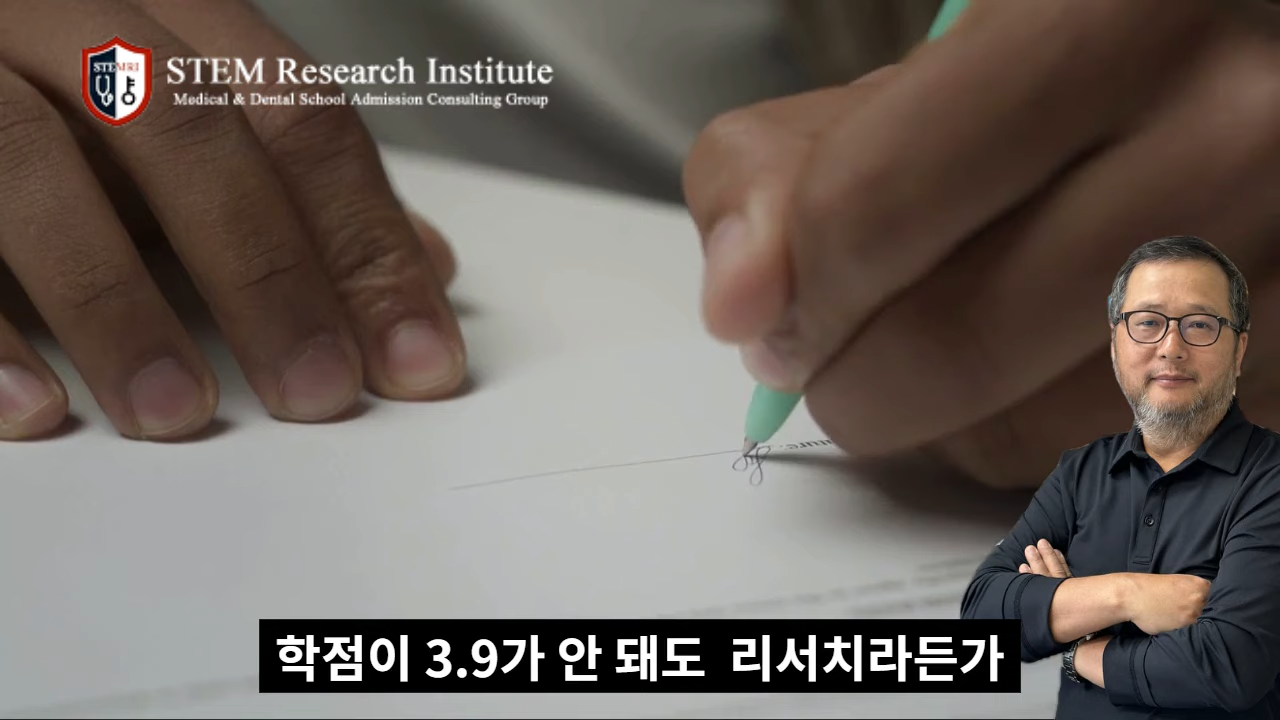 STEMRI
STEM Research Institute
Medical & Dental School Admission Consulting Group
학점이 3.9가 안 돼도 리서치라든가